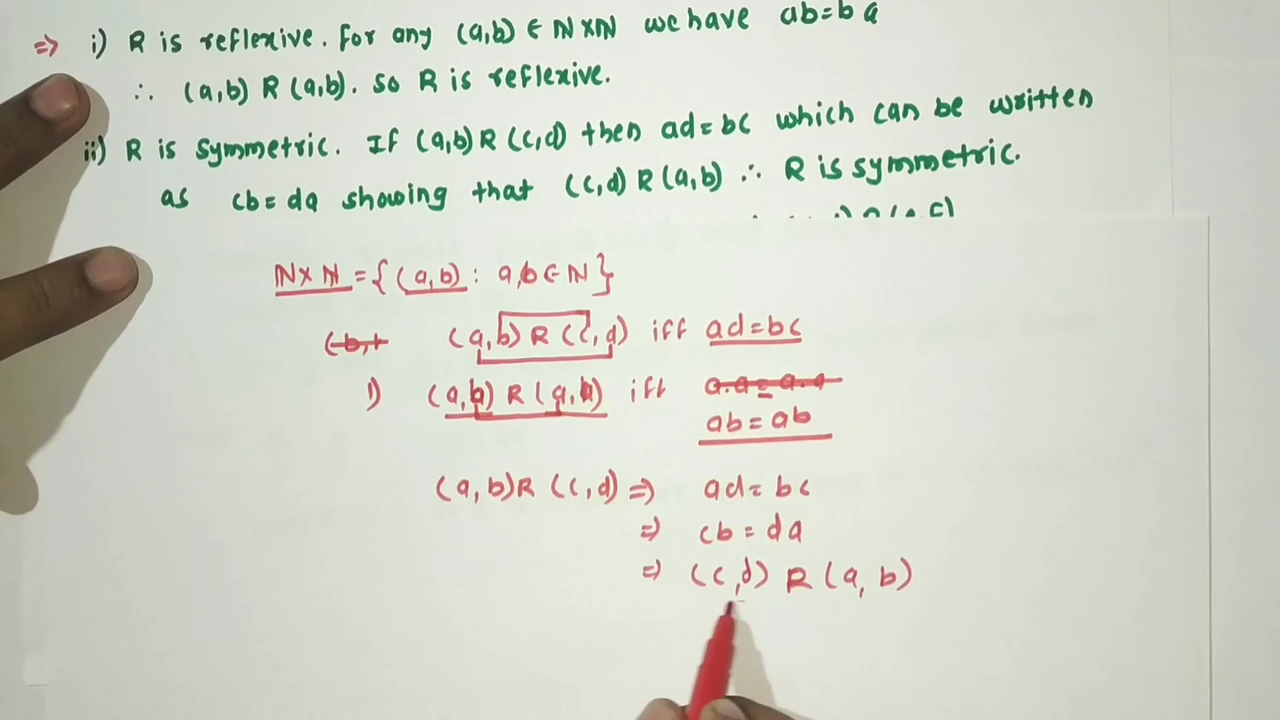 ⇒ i) R is reflexive. For any (a,b) ∈ ℕ×ℕ we have ab=ba
∴ (a,b) R (a,b). So R is reflexive.
ii) R is symmetric. If (a,b) R (c,d) then ad=bc which can be written
as cb=da showing that (c,d) R (a,b) ∴ R is symmetric.
ℕ×ℕ = {(a,b) : a,b ∈ ℕ}
(b,+ (a,b) R (c,d) iff ad=bc
1) (a,b) R (a,b) iff a.a = a.a
ab = ab
(a,b) R (c,d) ⇒ ad = bc
⇒ cb = da
⇒ (c,d) R (a, b)